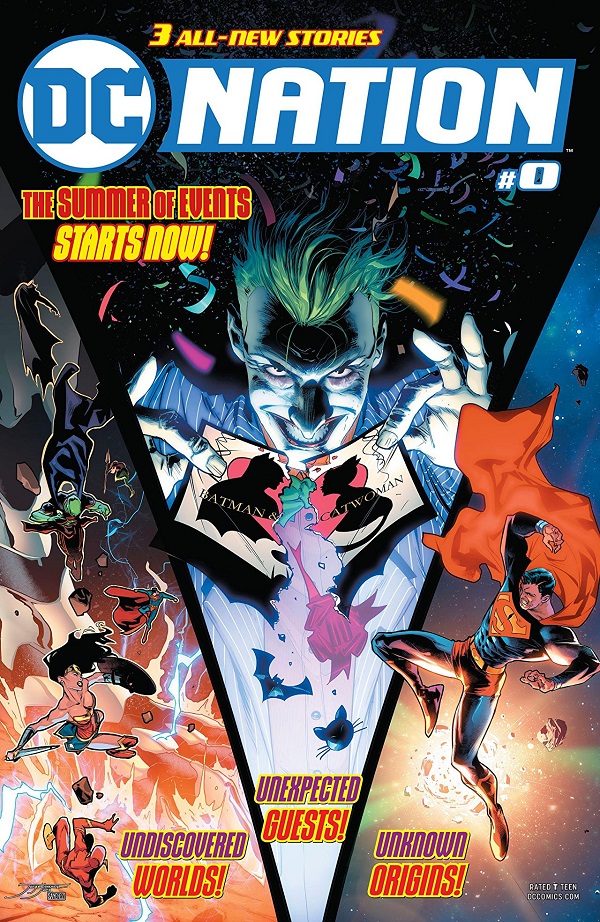 3 ALL-NEW STORIES
DC NATION ™
#0
THE SUMMER OF EVENTS
STARTS NOW!
BATMAN & CATWOMAN
UNEXPECTED
GUESTS!
UNDISCOVERED
WORLDS!
UNKNOWN
ORIGINS!
RATED T TEEN
DCCOMICS.COM